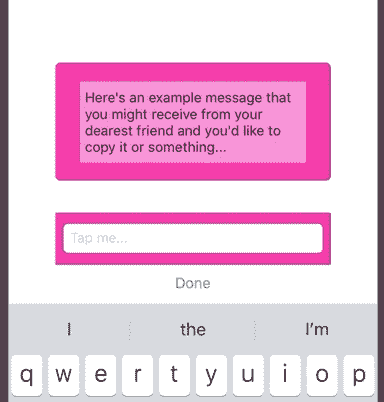 Here's an example message that
you might receive from your
dearest friend and you'd like to
copy it or something...
Tap me...
Done
I the I'm
q w e r t y u i o p